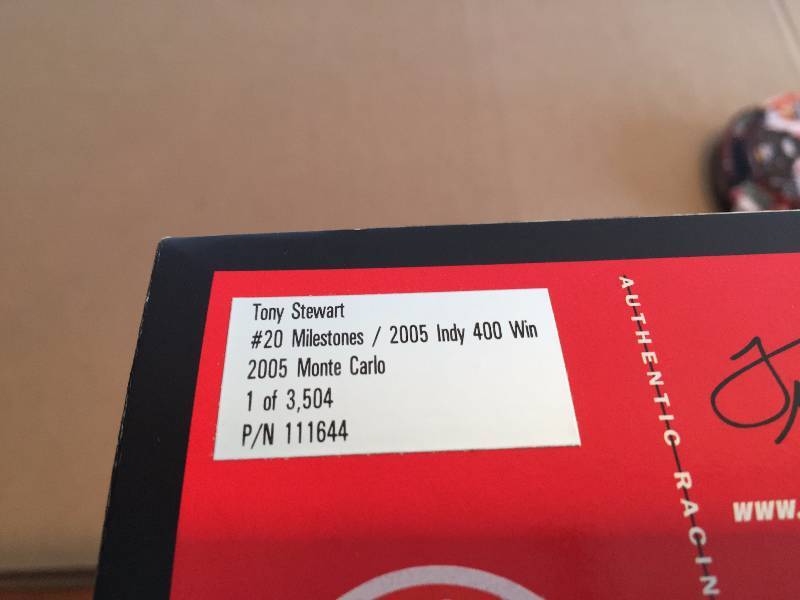 Tony Stewart
#20 Milestones / 2005 Indy 400 Win
2005 Monte Carlo
1 of 3,504
P/N 111644
AUTHENTIC RACIN
www.